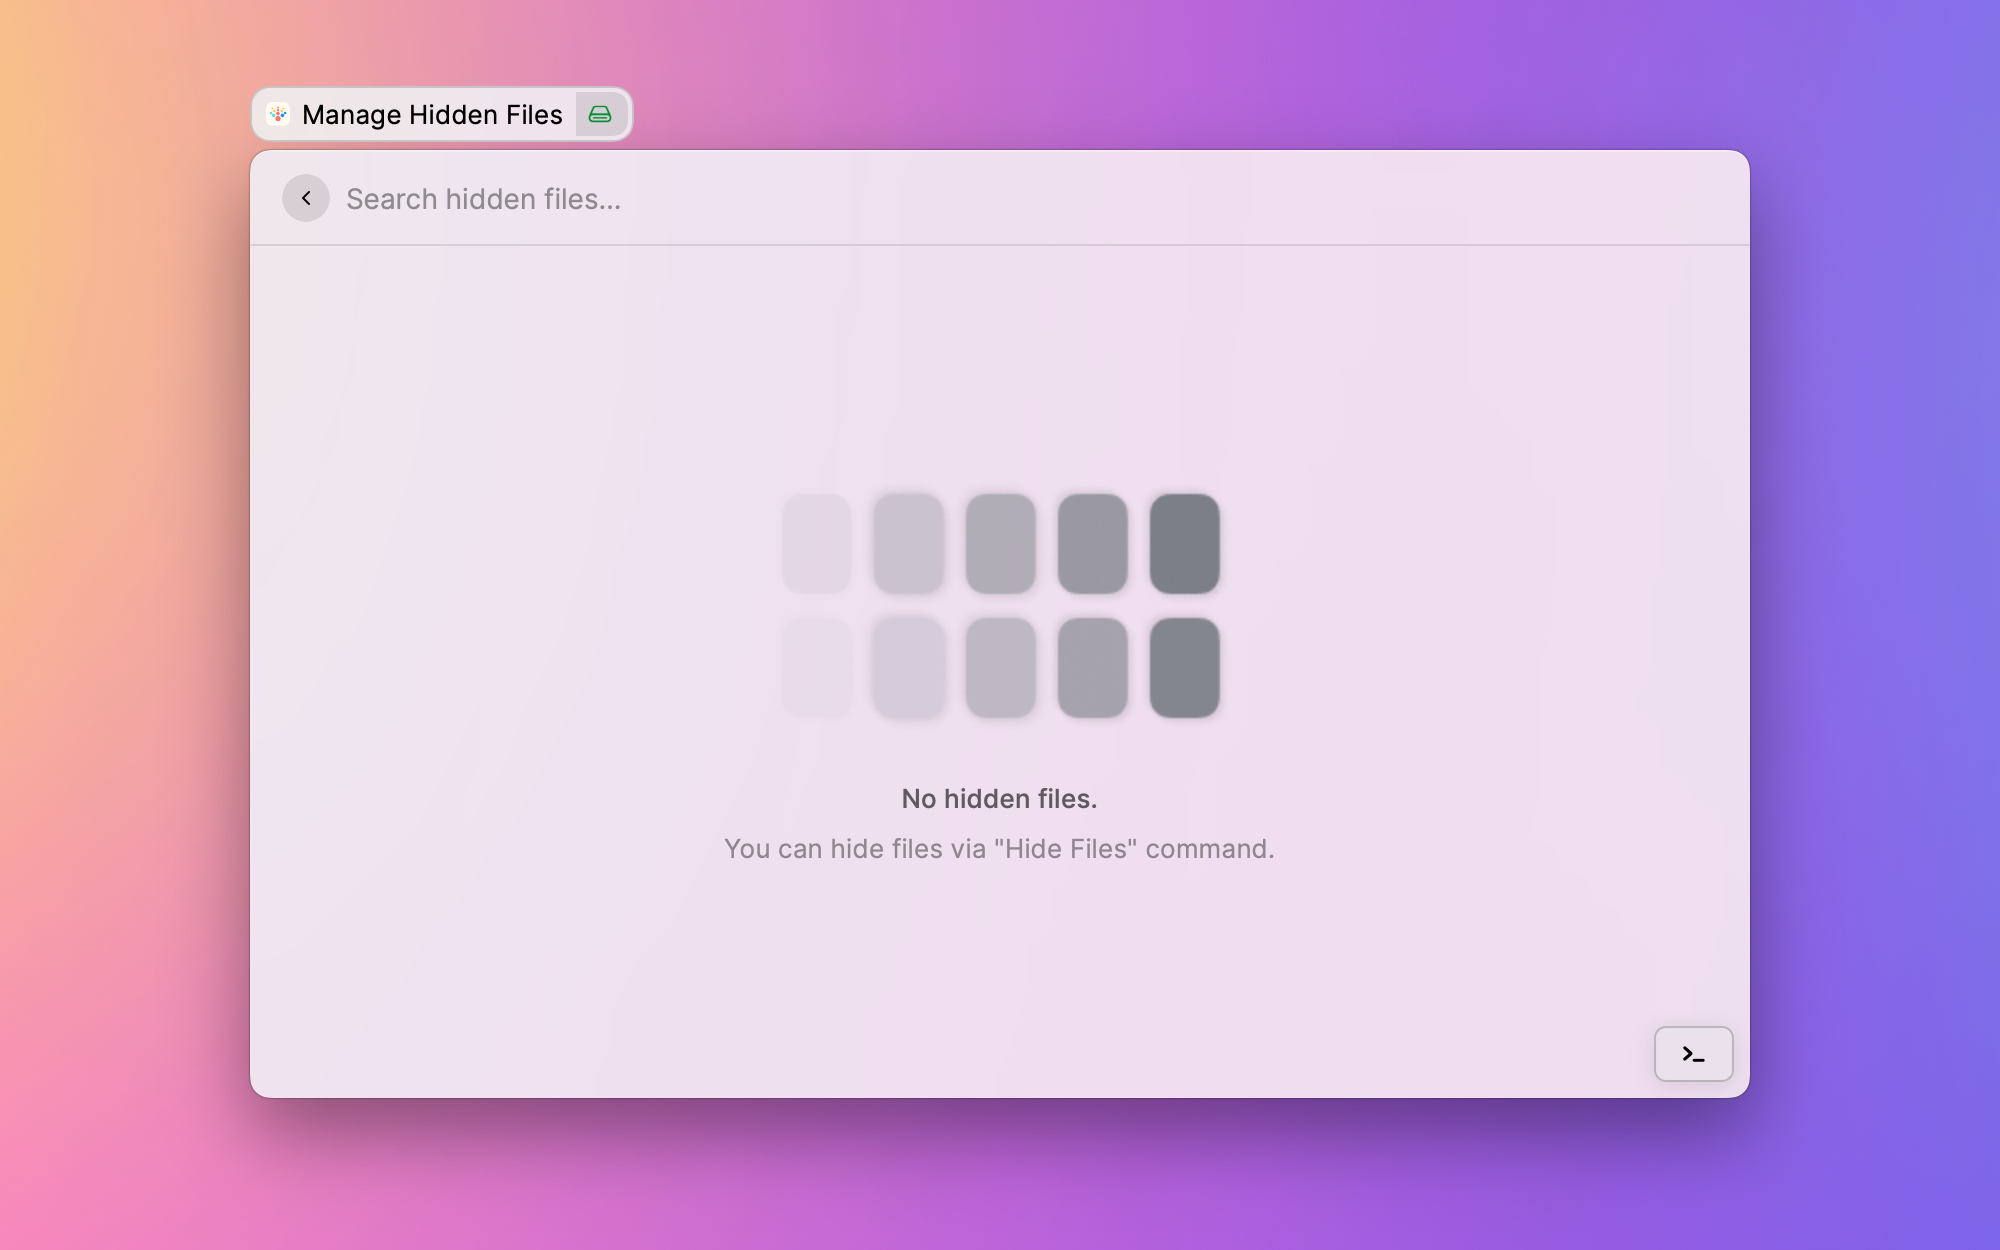 Manage Hidden Files
Search hidden files...
No hidden files.
You can hide files via "Hide Files" command.